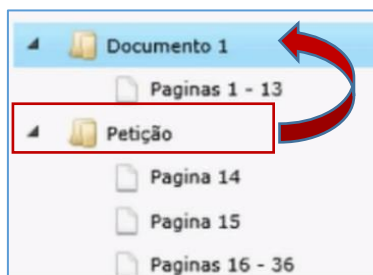 Documento 1
Paginas 1 - 13
Petição
Pagina 14
Pagina 15
Paginas 16 - 36